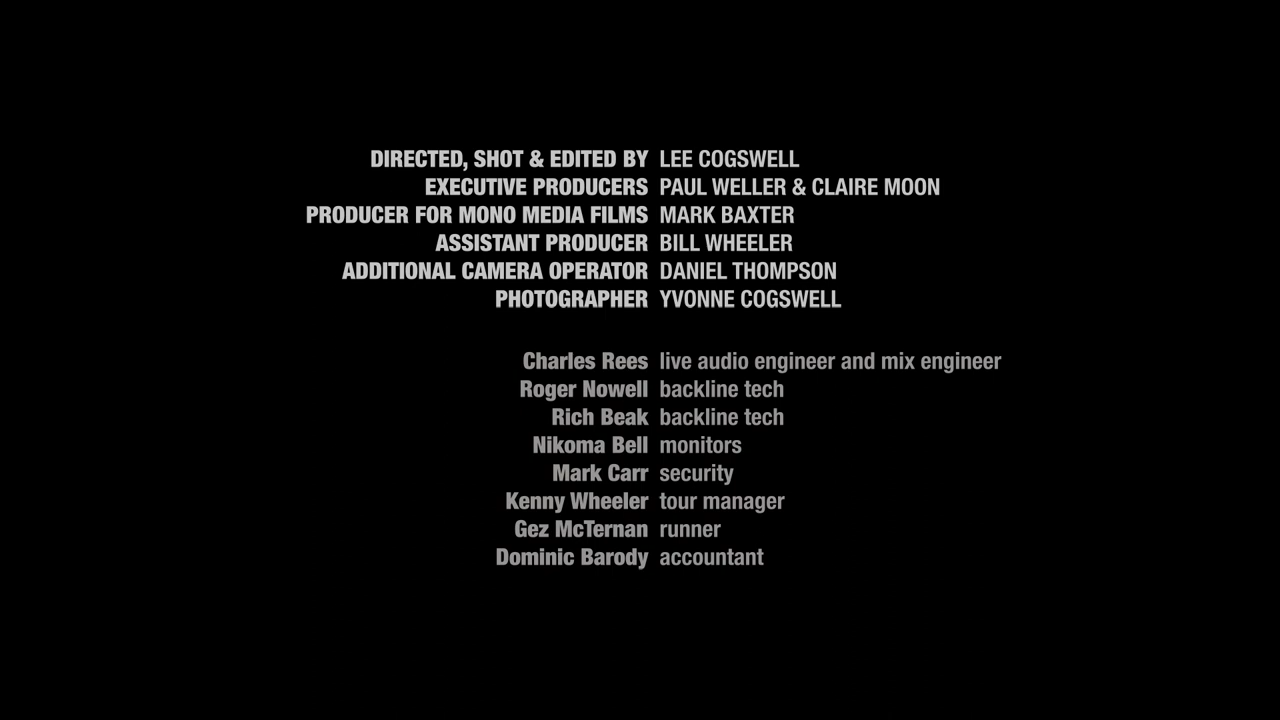 DIRECTED, SHOT & EDITED BY LEE COGSWELL
EXECUTIVE PRODUCERS PAUL WELLER & CLAIRE MOON
PRODUCER FOR MONO MEDIA FILMS MARK BAXTER
ASSISTANT PRODUCER BILL WHEELER
ADDITIONAL CAMERA OPERATOR DANIEL THOMPSON
PHOTOGRAPHER YVONNE COGSWELL
Charles Rees live audio engineer and mix engineer
Roger Nowell backline tech
Rich Beak backline tech
Nikoma Bell monitors
Mark Carr security
Kenny Wheeler tour manager
Gez McTernan runner
Dominic Barody accountant